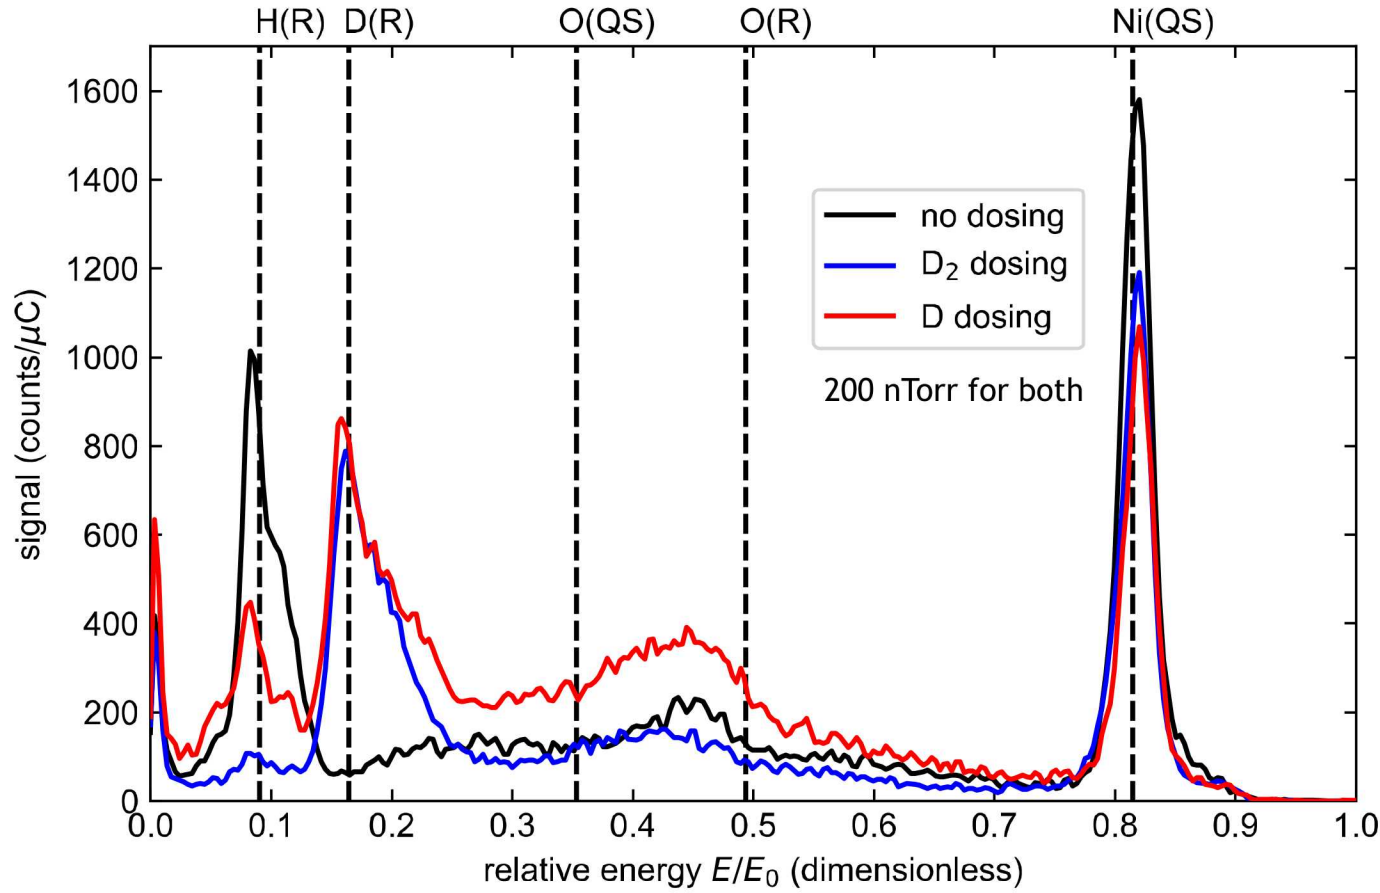 H(R) D(R) O(QS) O(R) Ni(QS)
1600
1400
1200
1000
800
600
400
200
0
signal (counts/μC)
no dosing
D₂ dosing
D dosing
200 nTorr for both
0.0 0.1 0.2 0.3 0.4 0.5 0.6 0.7 0.8 0.9 1.0
relative energy E/E₀ (dimensionless)